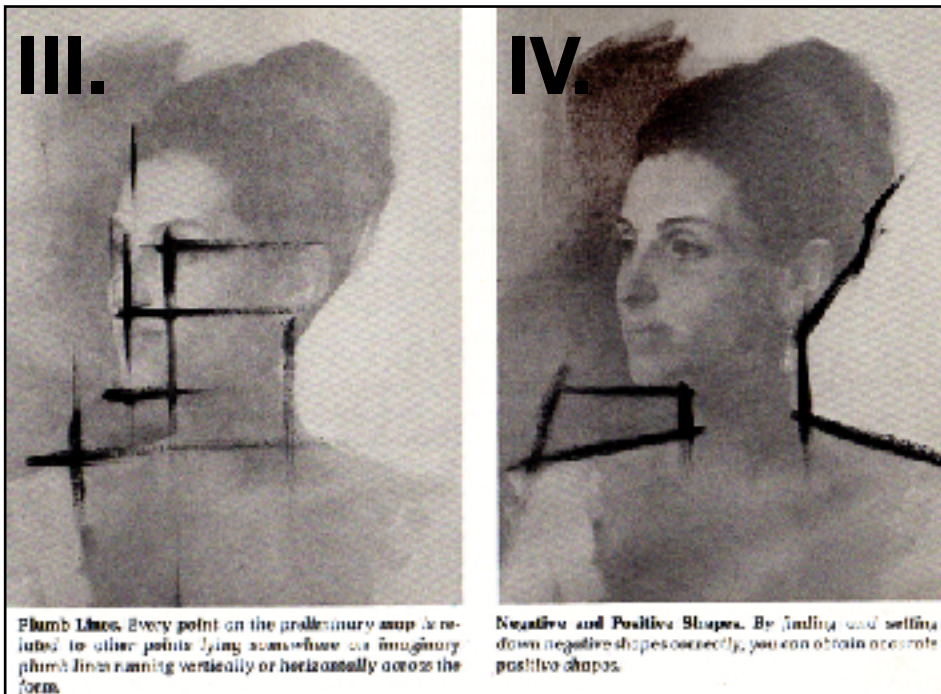 III.
Plumb Lines. Every point on the preliminary map is re-
lated to other points lying somewhere on imaginary
plumb lines running vertically or horizontally across the
form.
IV.
Negative and Positive Shapes. By finding and setting
down negative shapes correctly, you can obtain accurate
positive shapes.